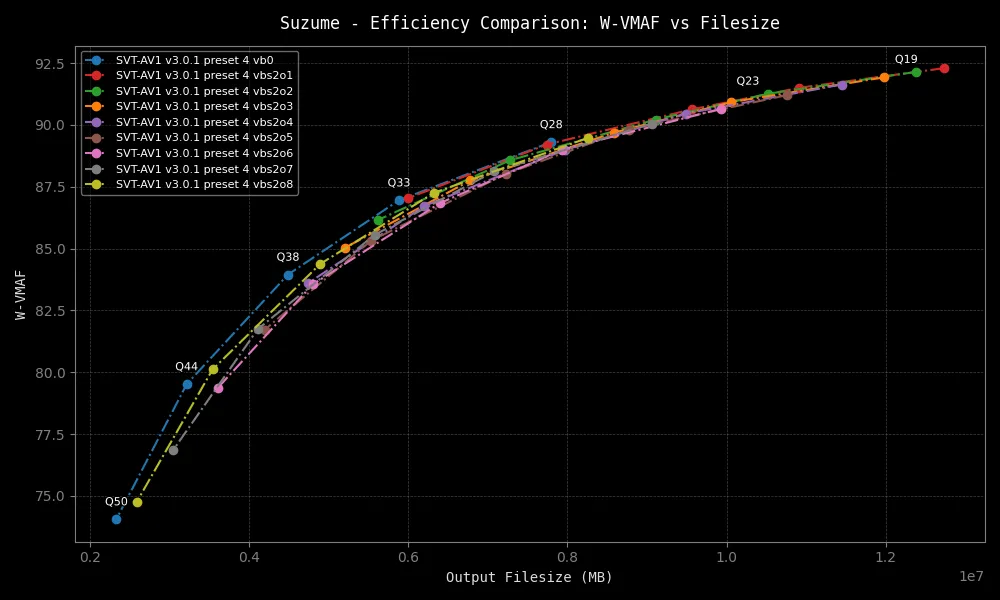 Suzume - Efficiency Comparison: W-VMAF vs Filesize
SVT-AV1 v3.0.1 preset 4 vb0
SVT-AV1 v3.0.1 preset 4 vbs2o1
SVT-AV1 v3.0.1 preset 4 vbs2o2
SVT-AV1 v3.0.1 preset 4 vbs2o3
SVT-AV1 v3.0.1 preset 4 vbs2o4
SVT-AV1 v3.0.1 preset 4 vbs2o5
SVT-AV1 v3.0.1 preset 4 vbs2o6
SVT-AV1 v3.0.1 preset 4 vbs2o7
SVT-AV1 v3.0.1 preset 4 vbs2o8
Q19
Q23
Q28
Q33
Q38
Q44
Q50
W-VMAF
92.5
90.0
87.5
85.0
82.5
80.0
77.5
75.0
0.2 0.4 0.6 0.8 1.0 1.2
1e7
Output Filesize (MB)